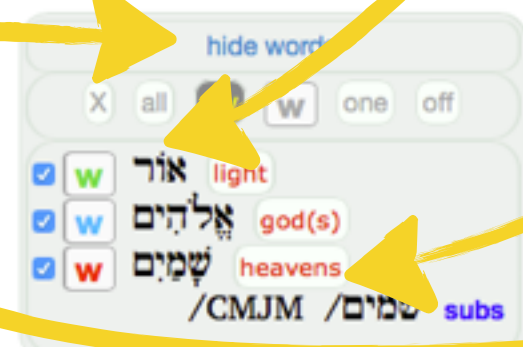 hide words
X all w w one off
w אוֹר light
w אֱלֹהִים god(s)
w שָׁמַיִם heavens
/CMJM /שמים subs